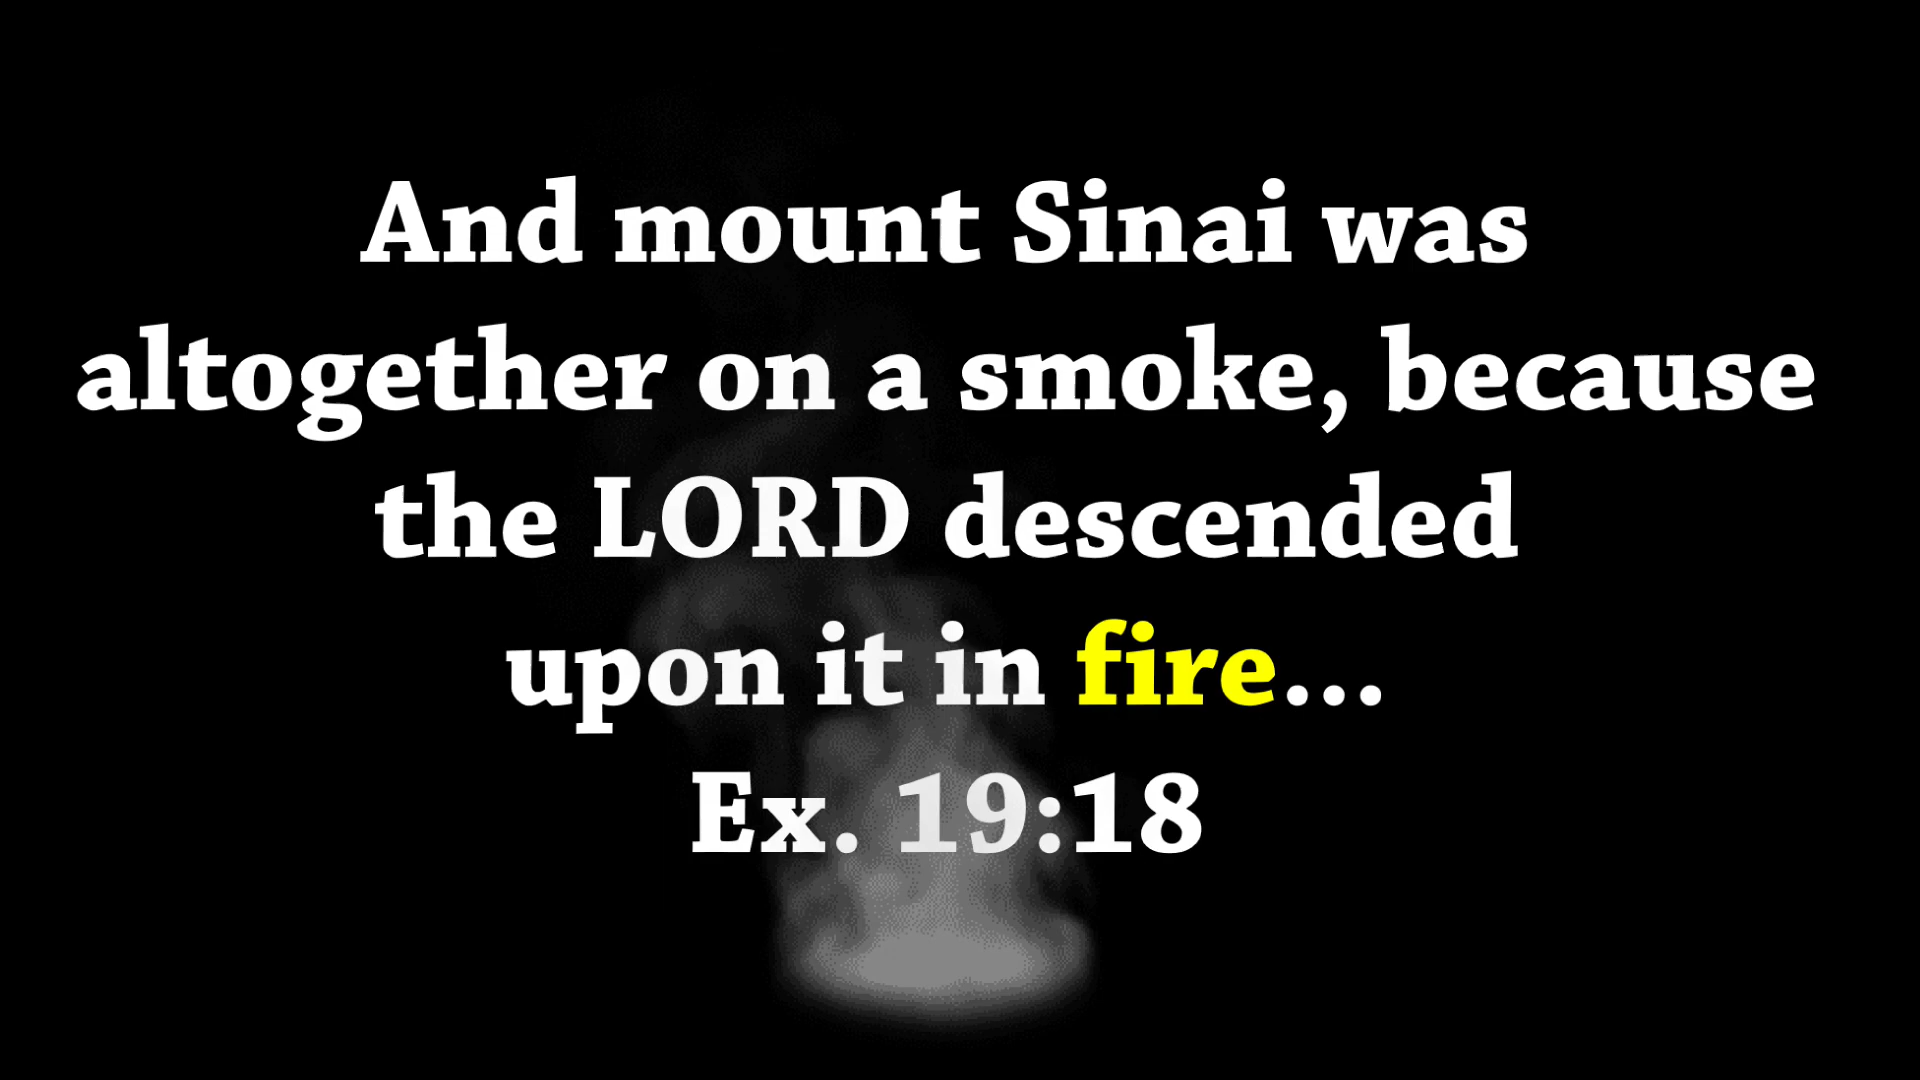 And mount Sinai was
altogether on a smoke, because
the LORD descended
upon it in fire...
Ex. 19:18